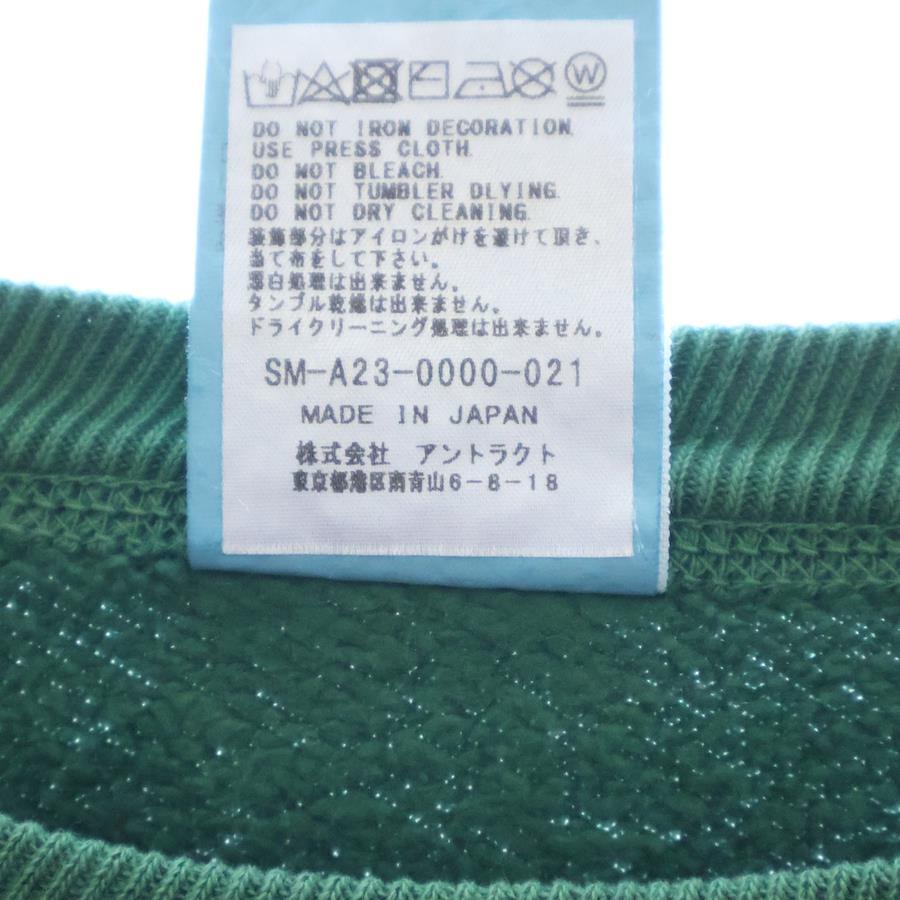 W
DO NOT IRON DECORATION.
USE PRESS CLOTH.
DO NOT BLEACH.
DO NOT TUMBLER DLYING.
DO NOT DRY CLEANING.
装飾部分はアイロンがけを避けて頂き、
当て布をして下さい。
漂白処理は出来ません。
タンブル乾燥は出来ません。
ドライクリーニング処理は出来ません。
SM-A23-0000-021
MADE IN JAPAN
株式会社 アントラクト
東京都港区南青山6-8-18